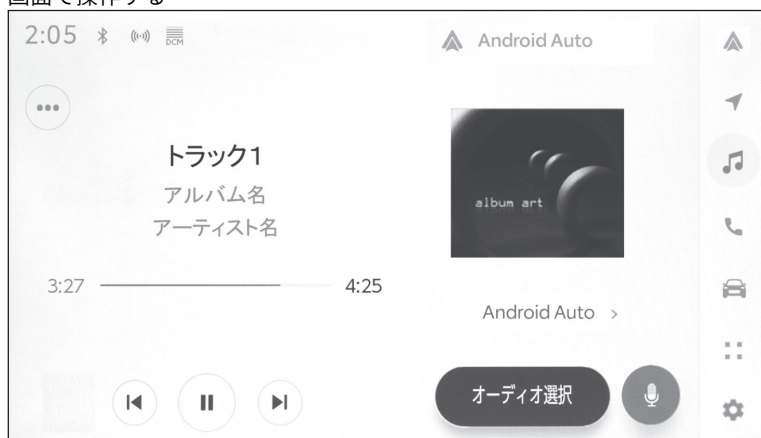 画面で操作する
2:05
DCM
Android Auto
トラック1
アルバム名
アーティスト名
album art
3:27
4:25
Android Auto
オーディオ選択